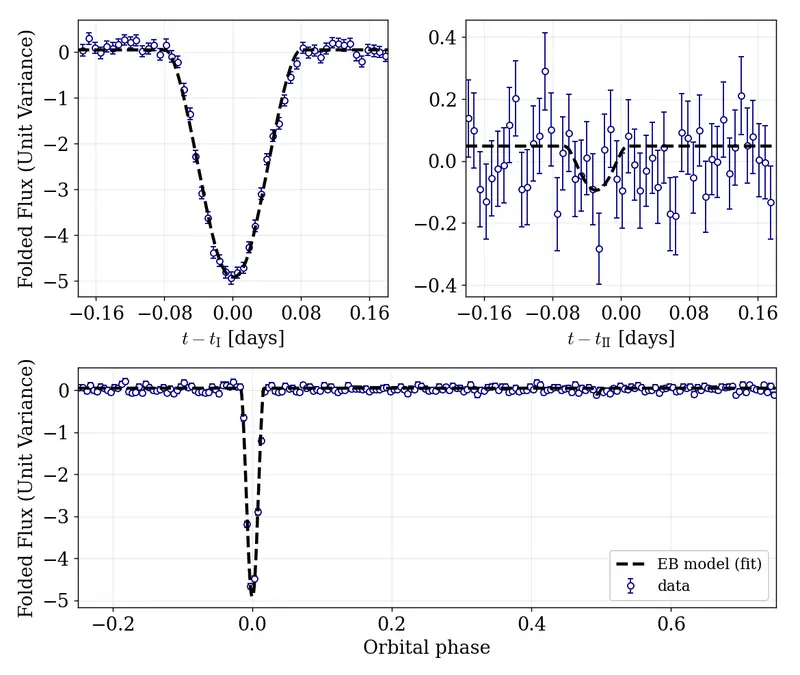 Folded Flux (Unit Variance)
0
−1
−2
−3
−4
−5
−0.16 −0.08 0.00 0.08 0.16
t − tI [days]
0.4
0.2
0.0
−0.2
−0.4
−0.16 −0.08 0.00 0.08 0.16
t − tII [days]
Folded Flux (Unit Variance)
0
−1
−2
−3
−4
−5
−0.2 0.0 0.2 0.4 0.6
Orbital phase
EB model (fit)
data